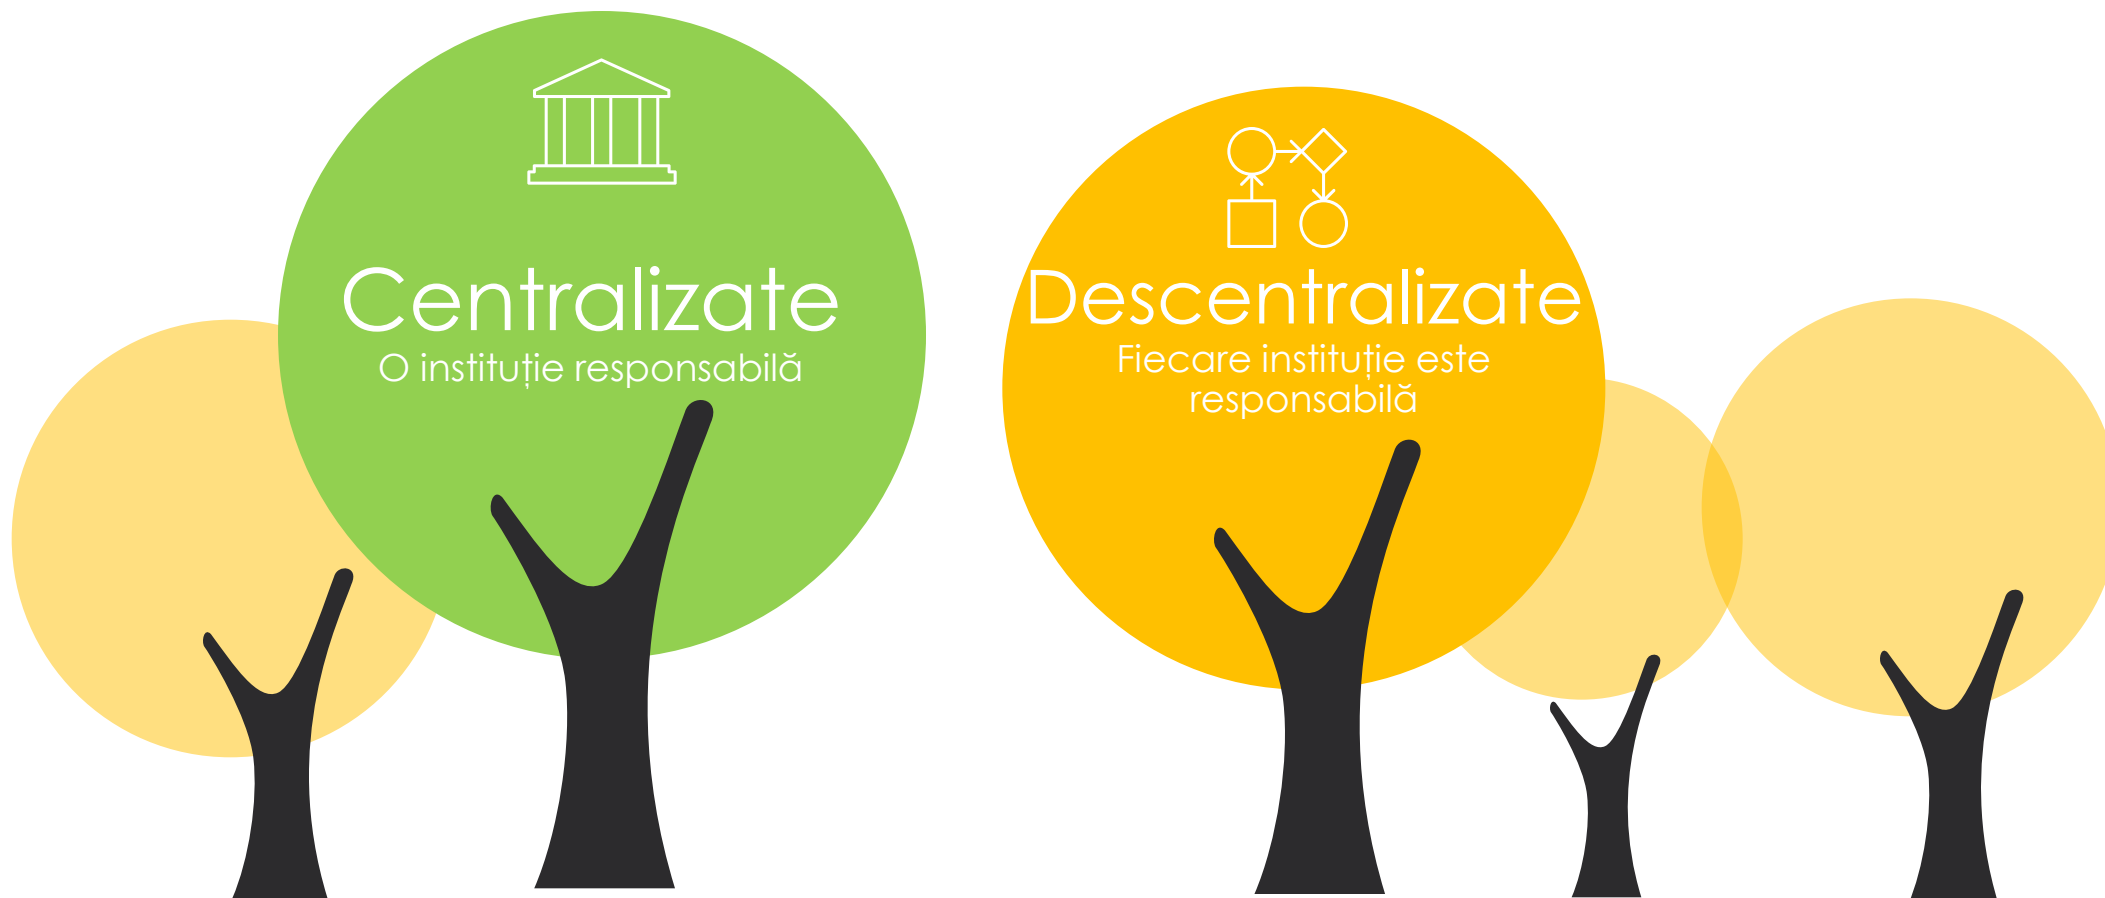 Centralizate
O instituție responsabilă
Descentralizate
Fiecare instituție este
responsabilă